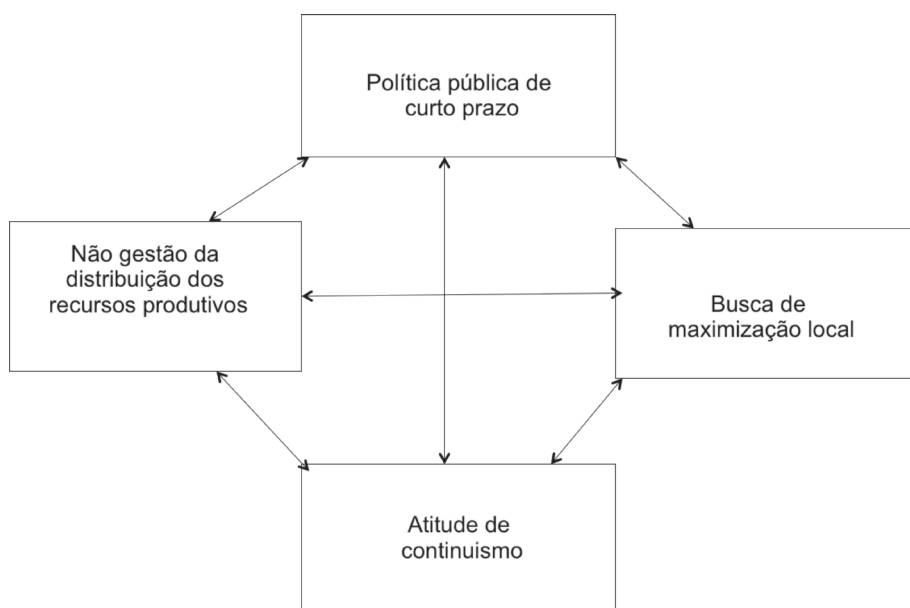 Política pública de
curto prazo
Não gestão da
distribuição dos
recursos produtivos
Busca de
maximização local
Atitude de
continuismo